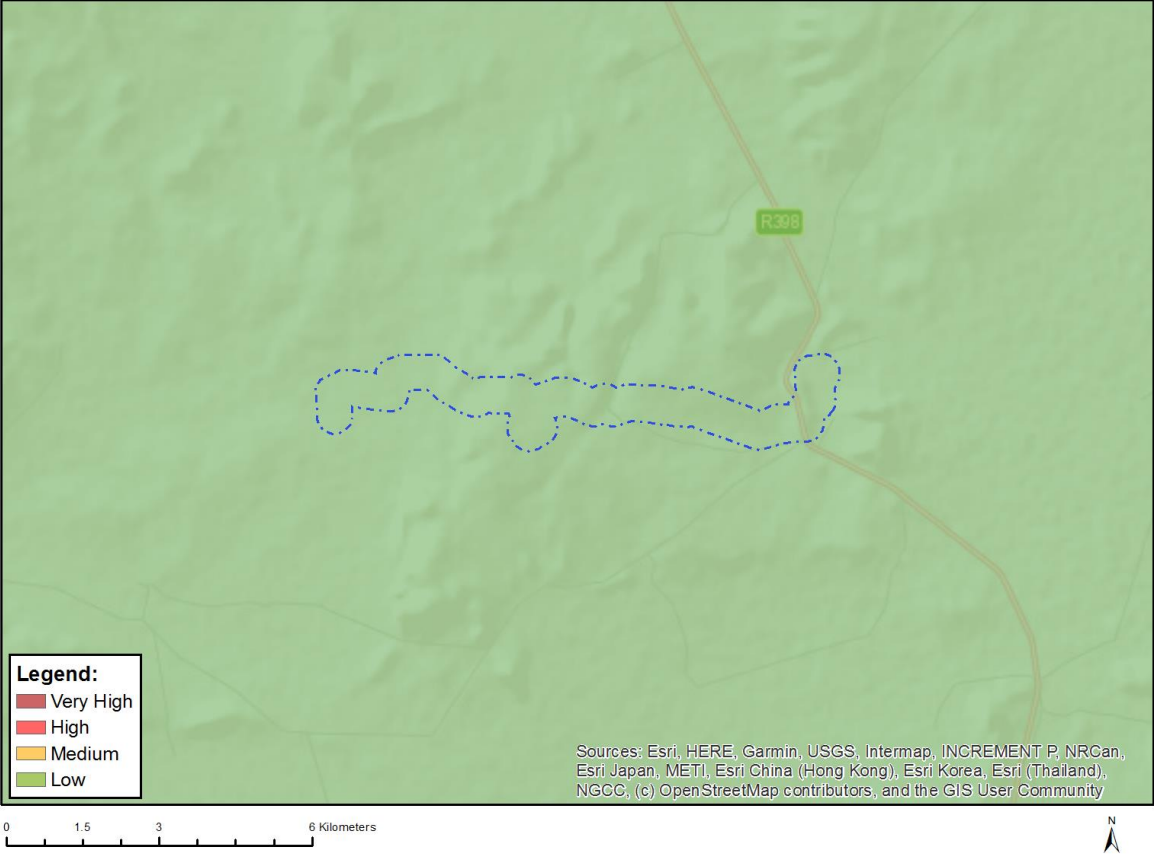 R398
Legend:
Very High
High
Medium
Low
Sources: Esri, HERE, Garmin, USGS, Intermap, INCREMENT P, NRCan,
Esri Japan, METI, Esri China (Hong Kong), Esri Korea, Esri (Thailand),
NGCC, (c) OpenStreetMap contributors, and the GIS User Community
0 1.5 3 6 Kilometers
N